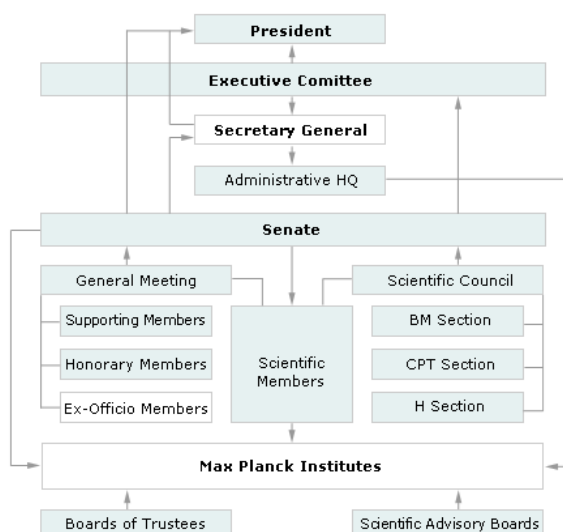 President
Executive Comittee
Secretary General
Administrative HQ
Senate
General Meeting
Scientific Council
Supporting Members
BM Section
Honorary Members
Scientific
Members
CPT Section
Ex-Officio Members
H Section
Max Planck Institutes
Boards of Trustees
Scientific Advisory Boards